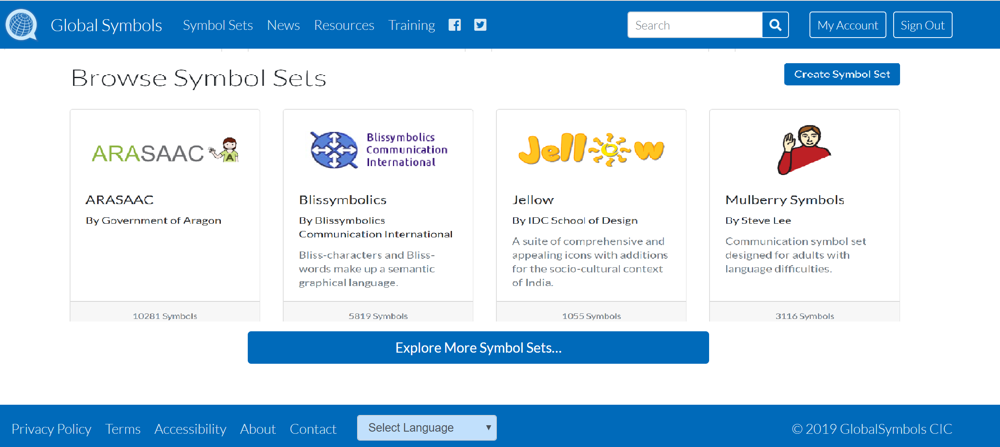 Global Symbols Symbol Sets News Resources Training Search My Account Sign Out
Browse Symbol Sets
Create Symbol Set
ARASAAC A
ARASAAC
By Government of Aragon
10281 Symbols
Blissymbolics
Communication
International
Blissymbolics
By Blissymbolics
Communication International
Bliss-characters and Bliss-
words make up a semantic
graphical language.
5819 Symbols
Jellow
Jellow
By IDC School of Design
A suite of comprehensive and
appealing icons with additions
for the socio-cultural context
of India.
1055 Symbols
Mulberry Symbols
By Steve Lee
Communication symbol set
designed for adults with
language difficulties.
3116 Symbols
Explore More Symbol Sets...
Privacy Policy Terms Accessibility About Contact Select Language © 2019 GlobalSymbols CIC